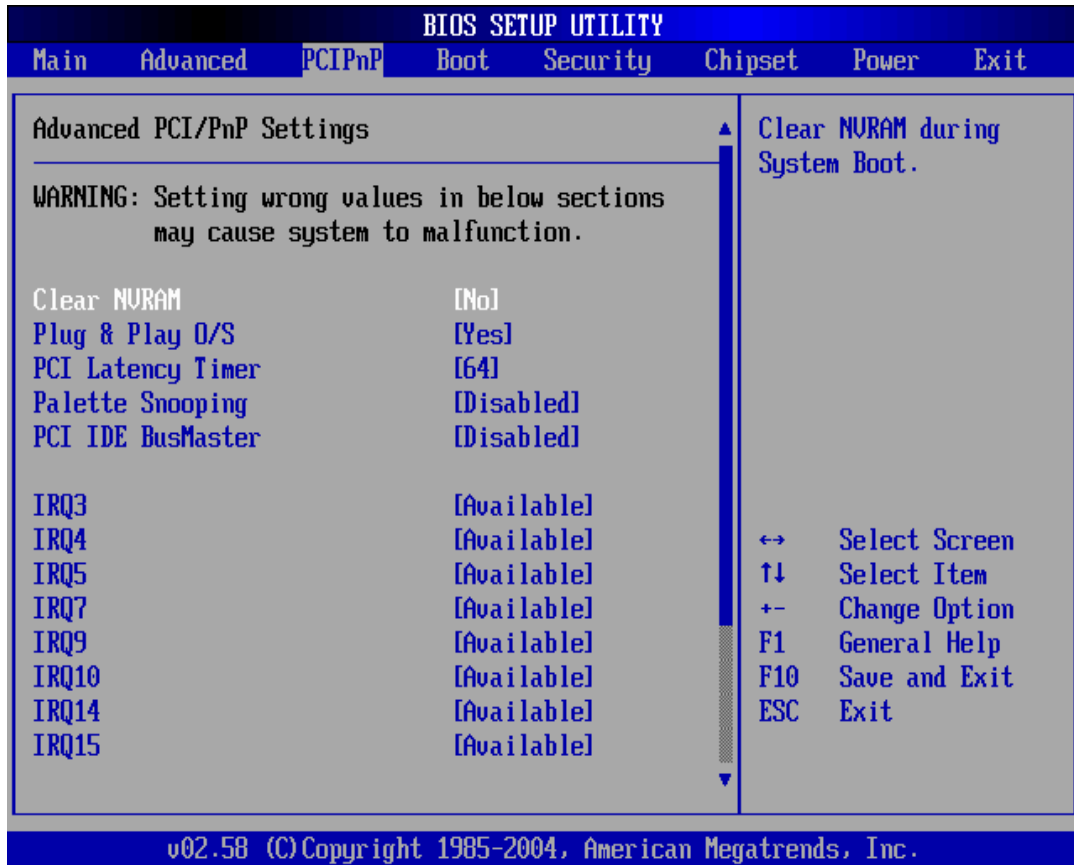 BIOS SETUP UTILITY
Main Advanced PCIPnP Boot Security Chipset Power Exit
Advanced PCI/PnP Settings
WARNING: Setting wrong values in below sections
may cause system to malfunction.
Clear NVRAM [No]
Plug & Play O/S [Yes]
PCI Latency Timer [64]
Palette Snooping [Disabled]
PCI IDE BusMaster [Disabled]
IRQ3 [Available]
IRQ4 [Available]
IRQ5 [Available]
IRQ7 [Available]
IRQ9 [Available]
IRQ10 [Available]
IRQ14 [Available]
IRQ15 [Available]
Clear NVRAM during
System Boot.
←→ Select Screen
↑↓ Select Item
+- Change Option
F1 General Help
F10 Save and Exit
ESC Exit
v02.58 (C)Copyright 1985-2004, American Megatrends, Inc.